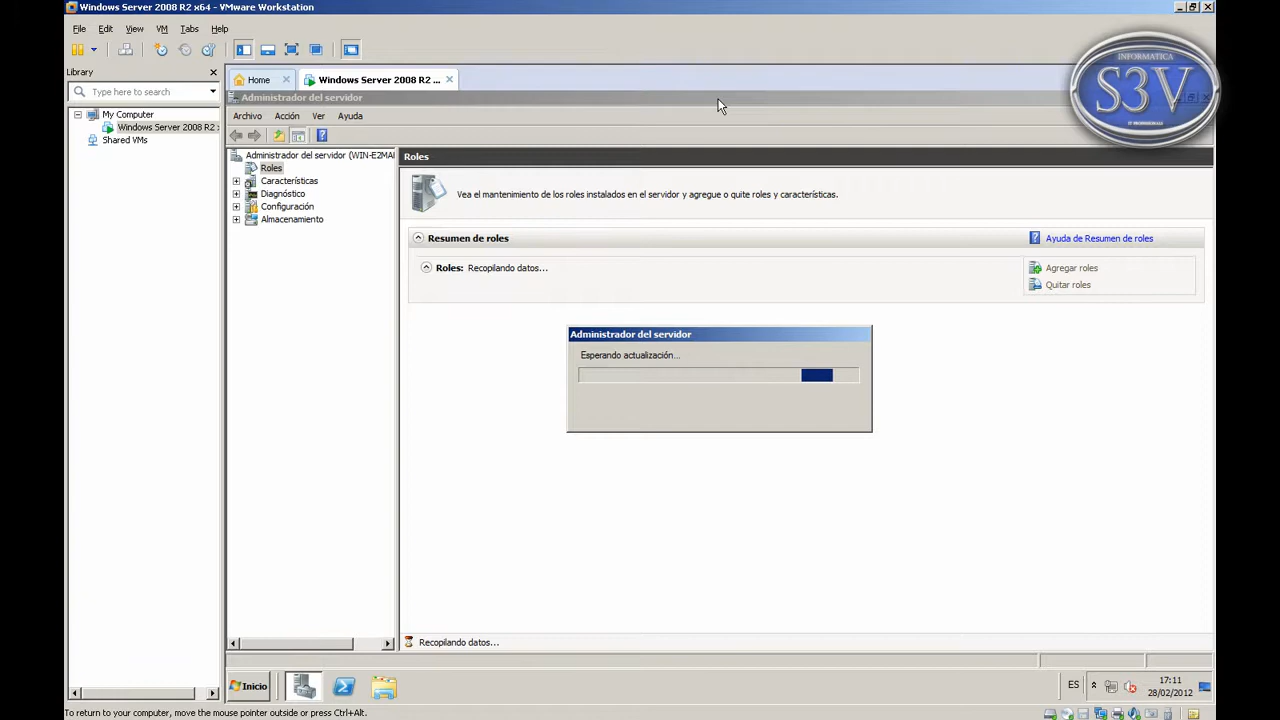 Windows Server 2008 R2 x64 - VMware Workstation
File Edit View VM Tabs Help
Library
Type here to search
Home
Windows Server 2008 R2 ...
My Computer
Windows Server 2008 R2
Shared VMs
Administrador del servidor
Archivo Acción Ver Ayuda
Administrador del servidor (WIN-E2MAI
Roles
Características
Diagnóstico
Configuración
Almacenamiento
Roles
Vea el mantenimiento de los roles instalados en el servidor y agregue o quite roles y características.
Resumen de roles
Ayuda de Resumen de roles
Roles: Recopilando datos...
Agregar roles
Quitar roles
Administrador del servidor
Esperando actualización...
Recopilando datos...
Inicio
ES
17:11
28/02/2012
To return to your computer, move the mouse pointer outside or press Ctrl+Alt.
INFORMATICA
S3V
IT PROFESSIONALS